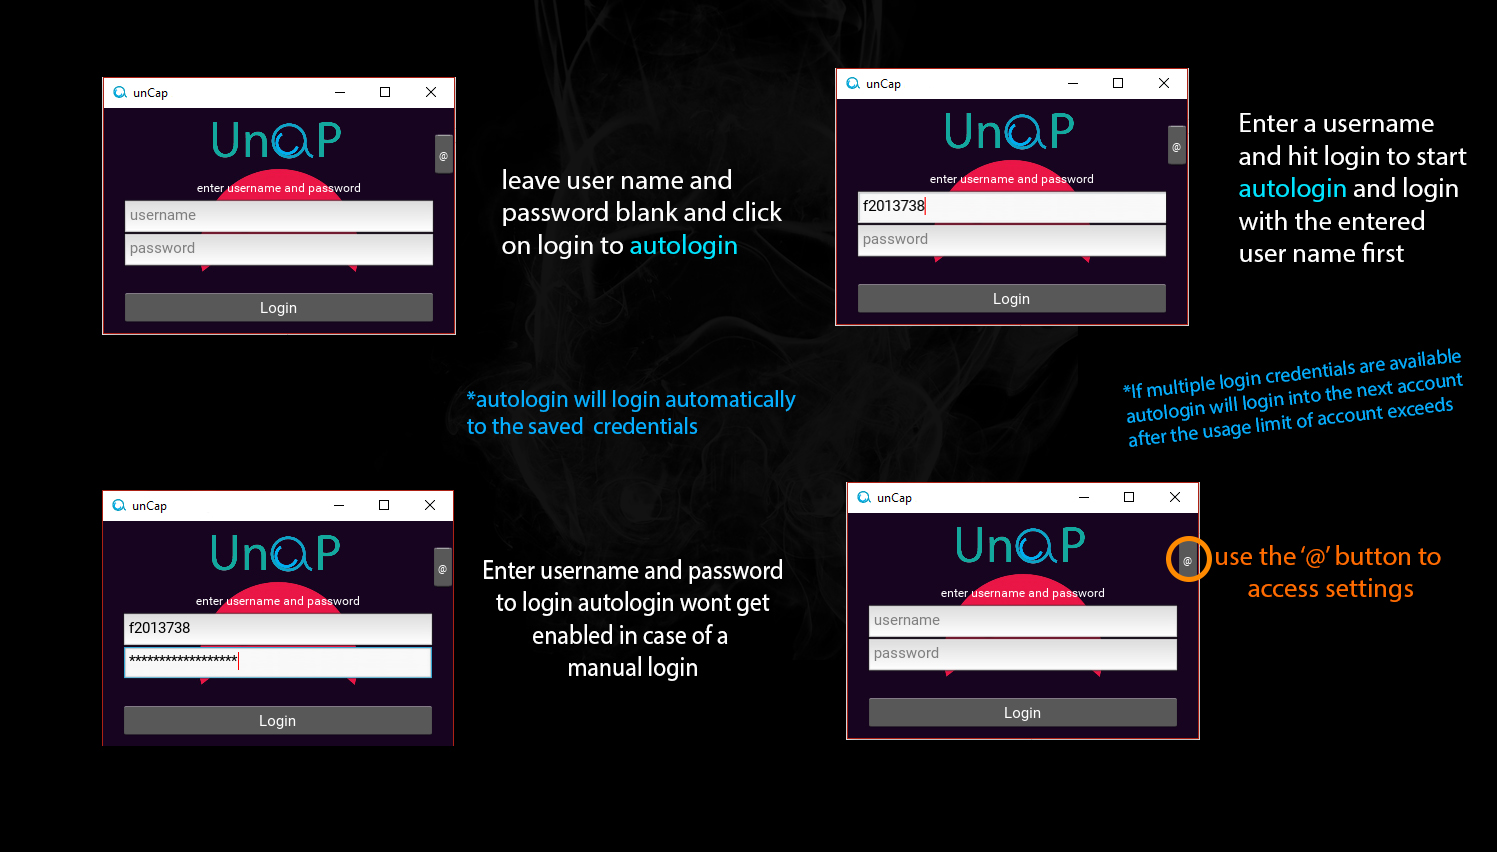 unCap
UnaP
@
enter username and password
username
password
Login
leave user name and
password blank and click
on login to autologin
unCap
UnaP
@
enter username and password
f2013738
password
Login
Enter a username
and hit login to start
autologin and login
with the entered
user name first
*autologin will login automatically
to the saved credentials
*If multiple login credentials are available
autologin will login into the next account
after the usage limit of account exceeds
unCap
UnaP
@
enter username and password
f2013738
******************
Login
Enter username and password
to login autologin wont get
enabled in case of a
manual login
unCap
UnaP
@
enter username and password
username
password
Login
use the ‘@’ button to
access settings